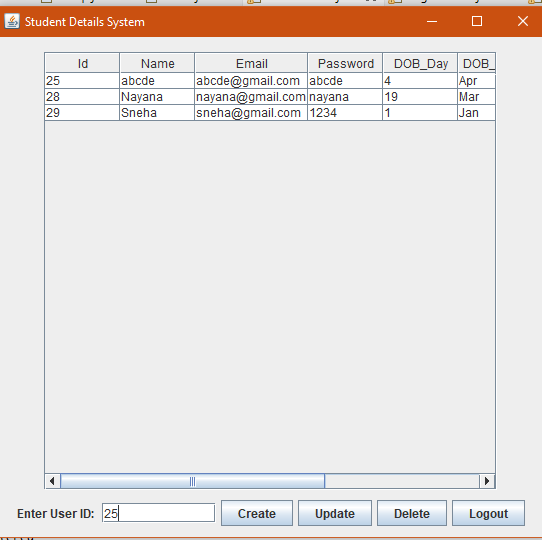 Student Details System
Id Name Email Password DOB_Day DOB_
25 abcde abcde@gmail.com abcde 4 Apr
28 Nayana nayana@gmail.com nayana 19 Mar
29 Sneha sneha@gmail.com 1234 1 Jan
Enter User ID: 25 Create Update Delete Logout